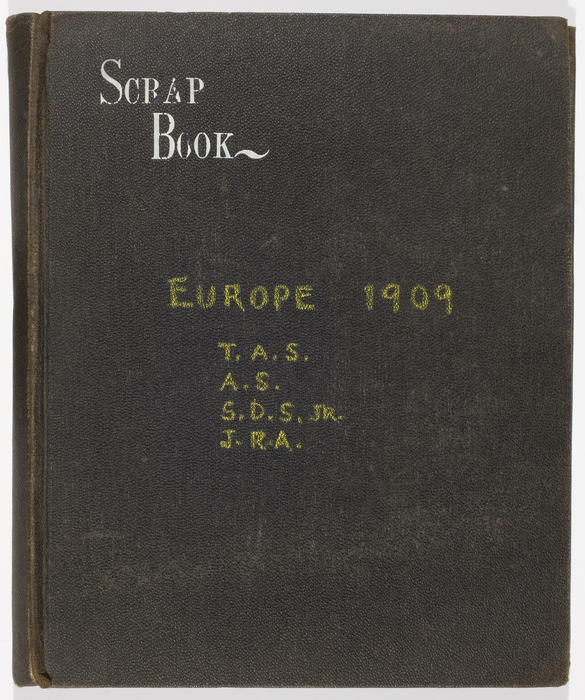 SCRAP
BOOK
EUROPE 1909
T. A. S.
A. S.
S. D. S. JR.
J. R. A.